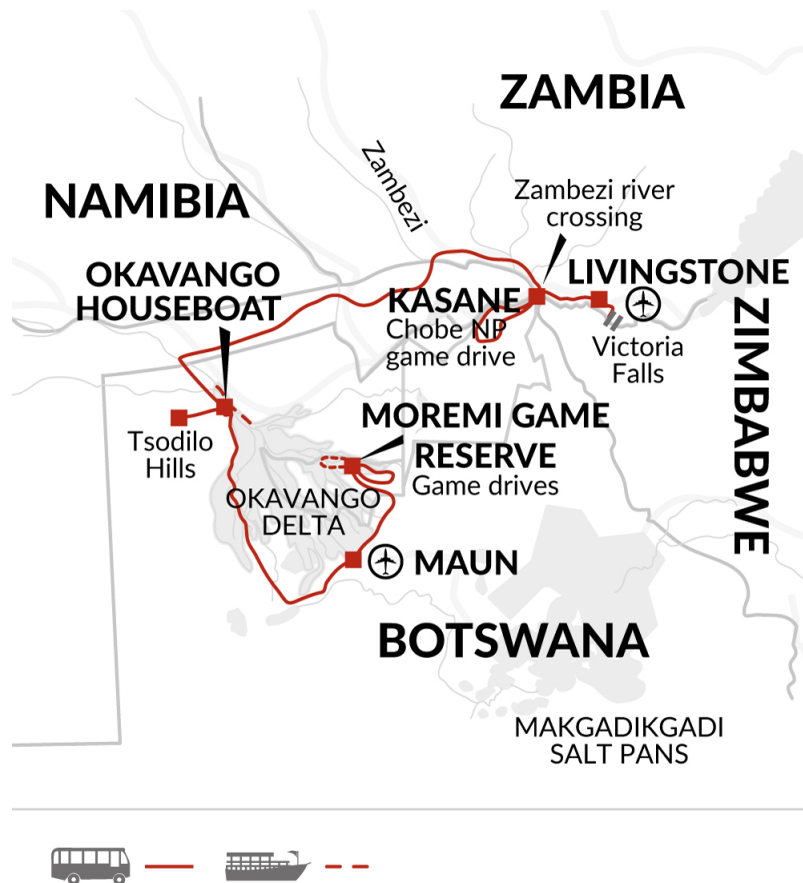 ZAMBIA
Zambezi
NAMIBIA
Zambezi river
crossing
OKAVANGO
HOUSEBOAT
LIVINGSTONE
KASANE
Chobe NP
game drive
Victoria
Falls
ZIMBABWE
MOREMI GAME
RESERVE
Game drives
Tsodilo
Hills
OKAVANGO
DELTA
MAUN
BOTSWANA
MAKGADIKGADI
SALT PANS